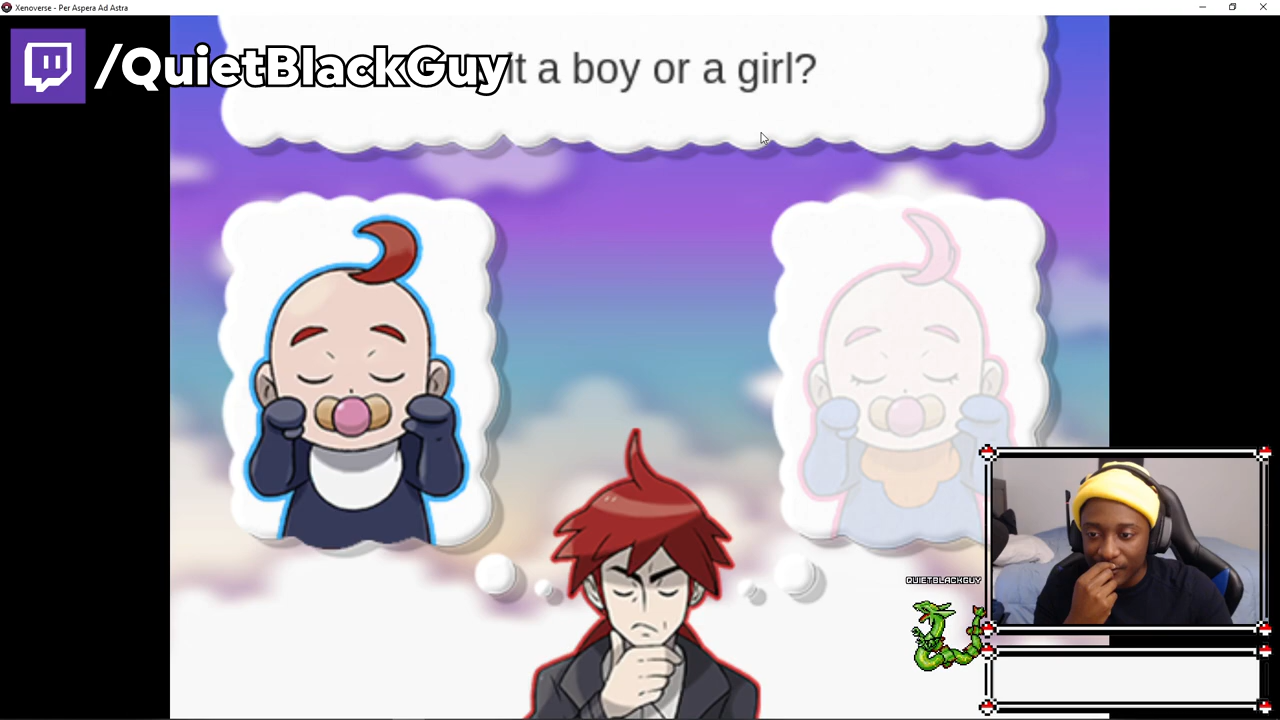 Xenoverse - Per Aspera Ad Astra
/QuietBlackGuy
it a boy or a girl?
QUIETBLACKGUY